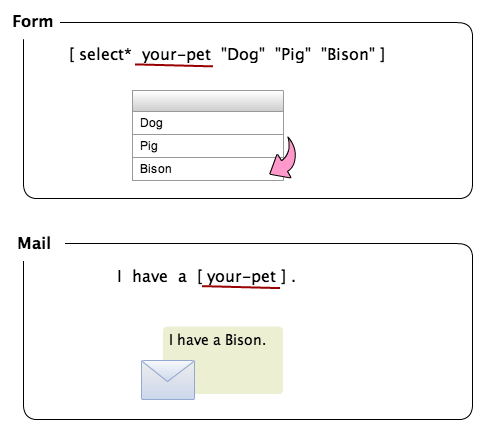 Form
[ select* your-pet "Dog" "Pig" "Bison" ]
Dog
Pig
Bison
Mail
I have a [ your-pet ] .
I have a Bison.